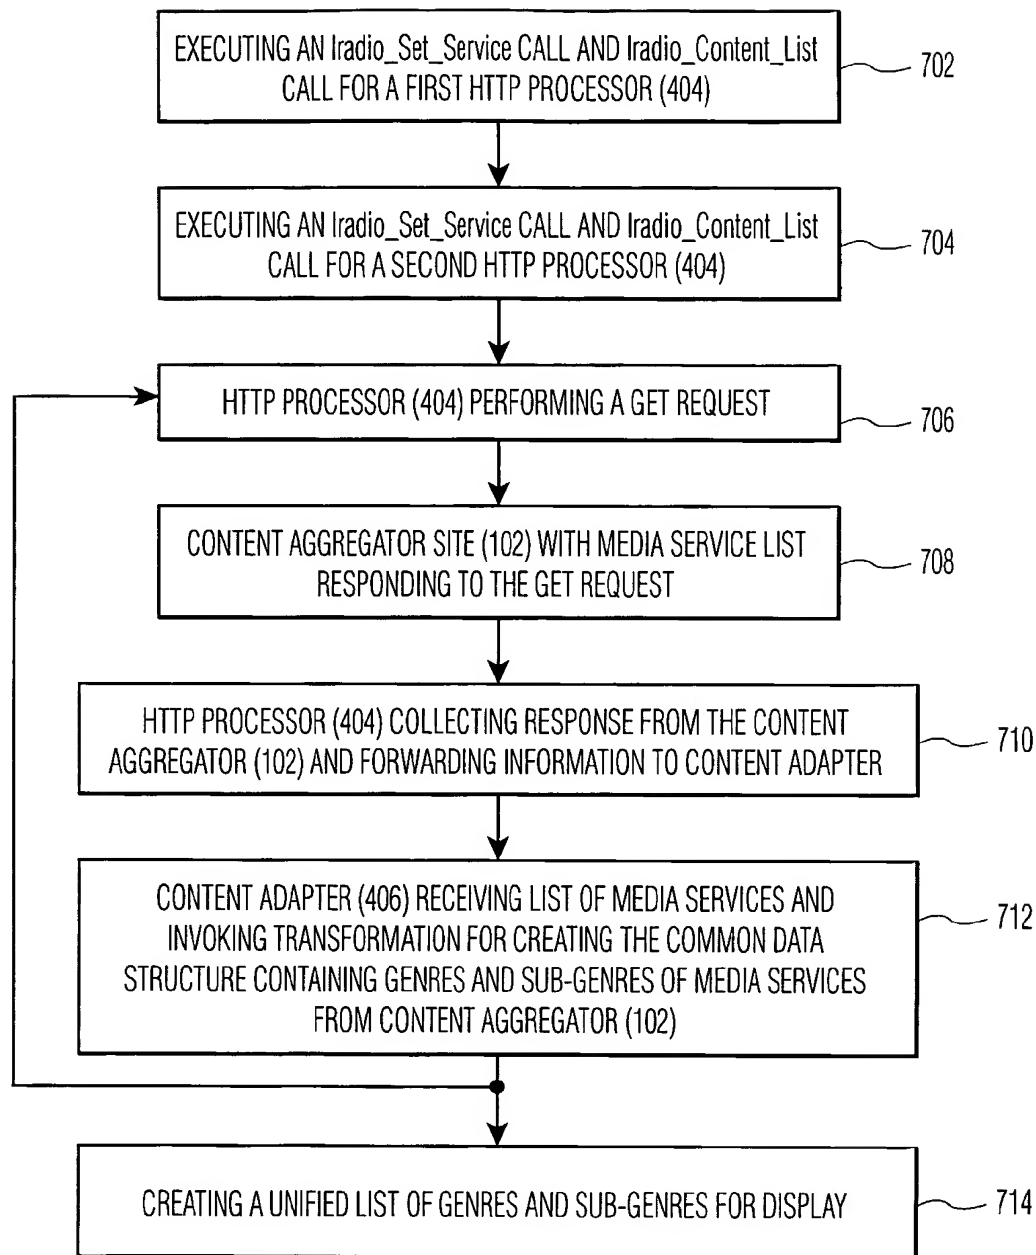 EXECUTING AN Iradio_Set_Service CALL AND Iradio_Content_List
CALL FOR A FIRST HTTP PROCESSOR (404)
702
EXECUTING AN Iradio_Set_Service CALL AND Iradio_Content_List
CALL FOR A SECOND HTTP PROCESSOR (404)
704
HTTP PROCESSOR (404) PERFORMING A GET REQUEST
706
CONTENT AGGREGATOR SITE (102) WITH MEDIA SERVICE LIST
RESPONDING TO THE GET REQUEST
708
HTTP PROCESSOR (404) COLLECTING RESPONSE FROM THE CONTENT
AGGREGATOR (102) AND FORWARDING INFORMATION TO CONTENT ADAPTER
710
CONTENT ADAPTER (406) RECEIVING LIST OF MEDIA SERVICES AND
INVOKING TRANSFORMATION FOR CREATING THE COMMON DATA
STRUCTURE CONTAINING GENRES AND SUB-GENRES OF MEDIA SERVICES
FROM CONTENT AGGREGATOR (102)
712
CREATING A UNIFIED LIST OF GENRES AND SUB-GENRES FOR DISPLAY
714